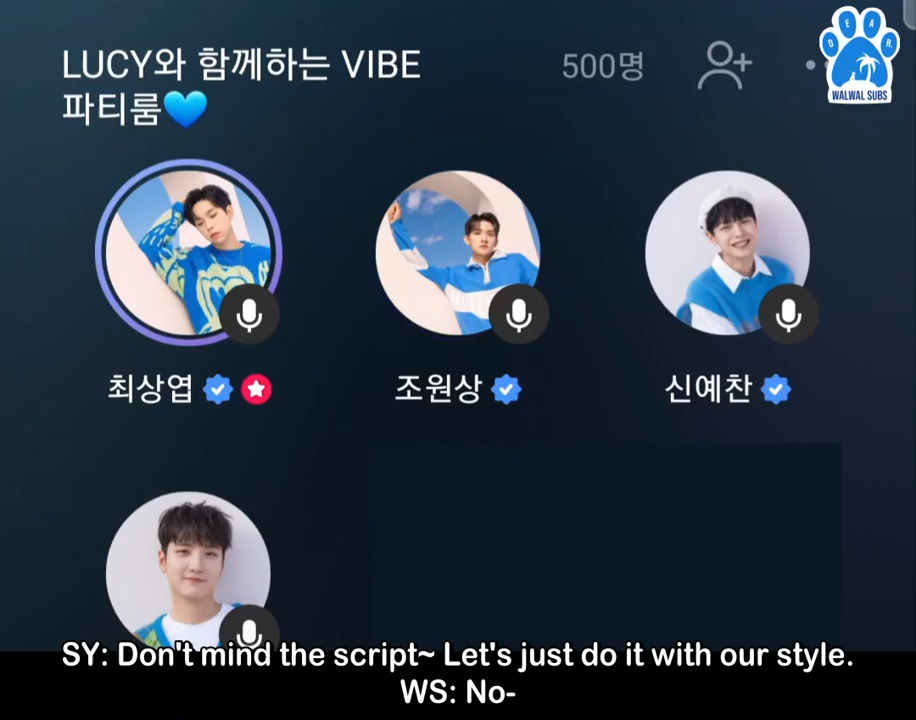 LUCY와 함께하는 VIBE
파티룸💙
500명
DEAR.
WALWAL SUBS
최상엽
조원상
신예찬
SY: Don't mind the script~ Let's just do it with our style.
WS: No-